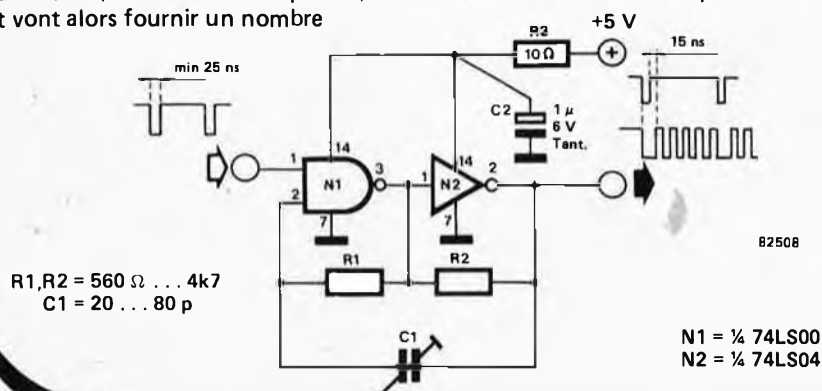 t vont alors fournir un nombre
+5 V
R3
10 Ω
15 ns
min 25 ns
C2
1 µ
6 V
Tant.
14
1
3
N1
2
7
14
1
2
N2
7
82508
R1
R2
R1,R2 = 560 Ω ... 4k7
C1 = 20 ... 80 p
C1
N1 = ¼ 74LS00
N2 = ¼ 74LS04